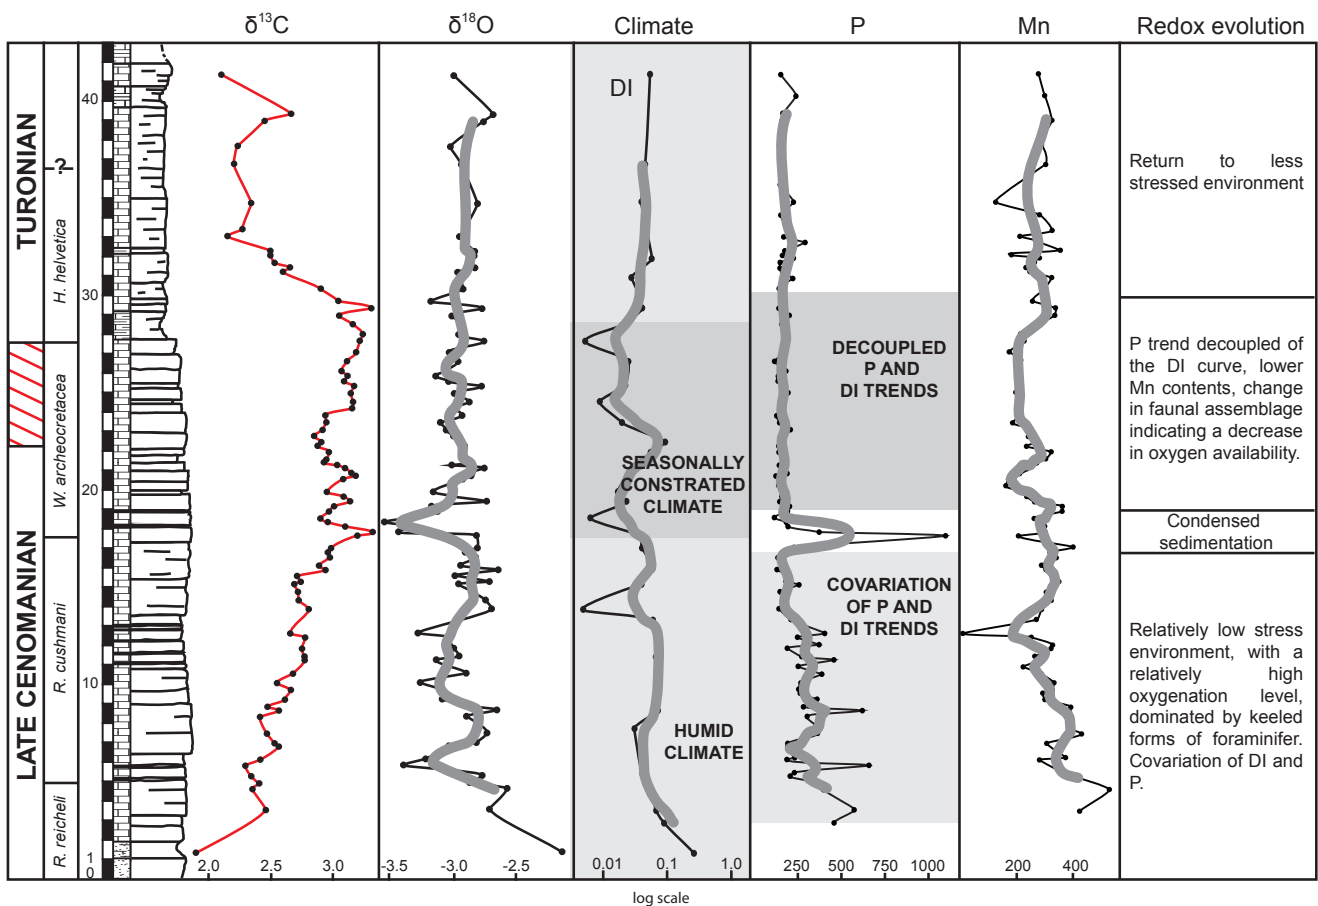 δ¹³C δ¹⁸O Climate P Mn Redox evolution
DI
TURONIAN
LATE CENOMANIAN
?
H. helvetica
W. archeocretacea
R. cushmani
R. reicheli
40
30
20
10
1
0
SEASONALLY
CONSTRATED
CLIMATE
HUMID
CLIMATE
DECOUPLED
P AND
DI TRENDS
COVARIATION
OF P AND
DI TRENDS
Return to less
stressed environment
P trend decoupled of
the DI curve, lower
Mn contents, change
in faunal assemblage
indicating a decrease
in oxygen availability.
Condensed
sedimentation
Relatively low stress
environment, with a
relatively high
oxygenation level,
dominated by keeled
forms of foraminifer.
Covariation of DI and
P.
2.0 2.5 3.0 -3.5 -3.0 -2.5 0.01 0.1 1.0 250 500 750 1000 200 400
log scale